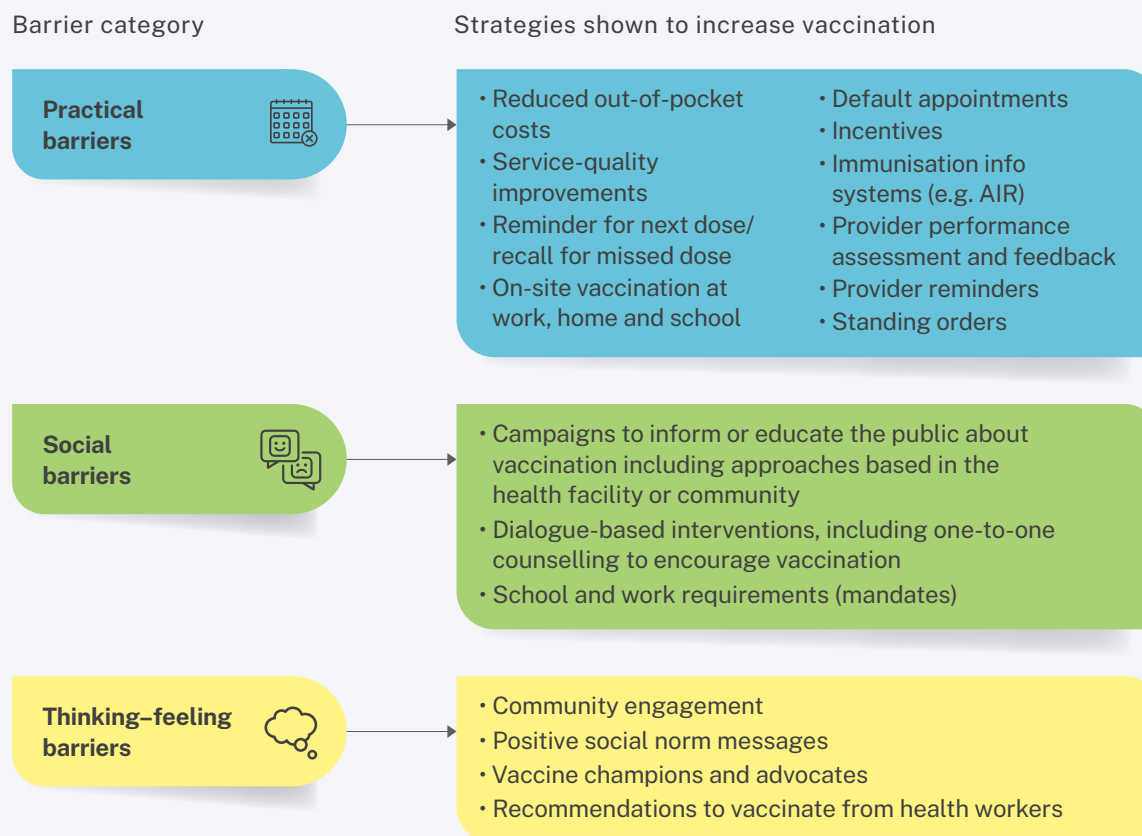 Barrier category
Strategies shown to increase vaccination
Practical
barriers
• Reduced out-of-pocket
costs
• Service-quality
improvements
• Reminder for next dose/
recall for missed dose
• On-site vaccination at
work, home and school
• Default appointments
• Incentives
• Immunisation info
systems (e.g. AIR)
• Provider performance
assessment and feedback
• Provider reminders
• Standing orders
Social
barriers
• Campaigns to inform or educate the public about
vaccination including approaches based in the
health facility or community
• Dialogue-based interventions, including one-to-one
counselling to encourage vaccination
• School and work requirements (mandates)
Thinking–feeling
barriers
• Community engagement
• Positive social norm messages
• Vaccine champions and advocates
• Recommendations to vaccinate from health workers